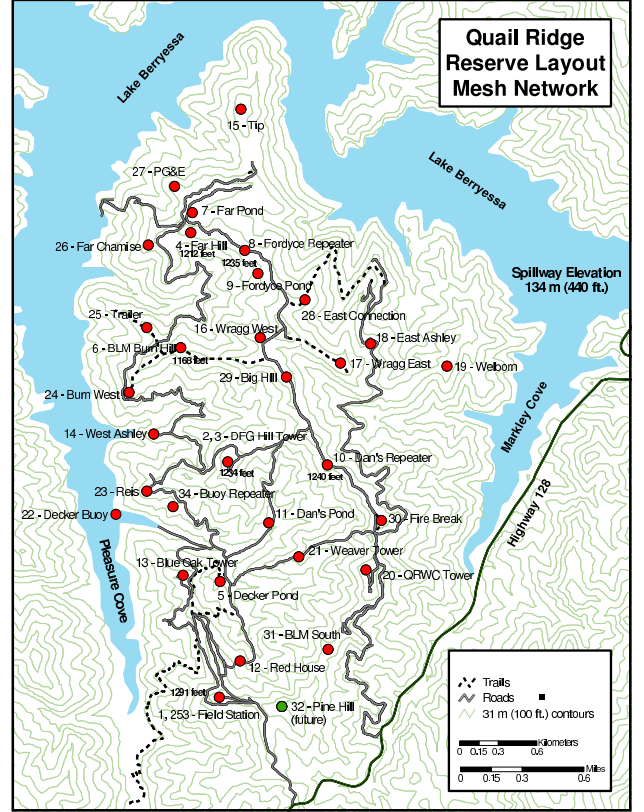 Quail Ridge
Reserve Layout
Mesh Network
Lake Berryessa
15 - Tip
Lake Berryessa
27 - PG&E
7 - Far Pond
26 - Far Chamise
4 - Far Hill
1212 feet
8 - Fordyce Repeater
1235 feet
9 - Fordyce Pond
Spillway Elevation
134 m (440 ft.)
28 - East Connection
25 - Trailer
16 - Wragg West
18 - East Ashley
6 - BLM Burn Hill
1168 feet
17 - Wragg East
19 - Welborn
29 - Big Hill
24 - Burn West
Markley Cove
14 - West Ashley
2, 3 - DFG Hill Tower
1234 feet
10 - Dan's Repeater
1240 feet
23 - Reis
34 - Buoy Repeater
Highway 128
22 - Decker Buoy
11 - Dan's Pond
30 - Fire Break
Pleasure Cove
21 - Weaver Tower
13 - Blue Oak Tower
20 - QRWC Tower
5 - Decker Pond
31 - BLM South
12 - Red House
1291 feet
1, 253 - Field Station
32 - Pine Hill
(future)
Trails
Roads
31 m (100 ft.) contours
Kilometers
0 0.15 0.3 0.6
Miles
0 0.15 0.3 0.6